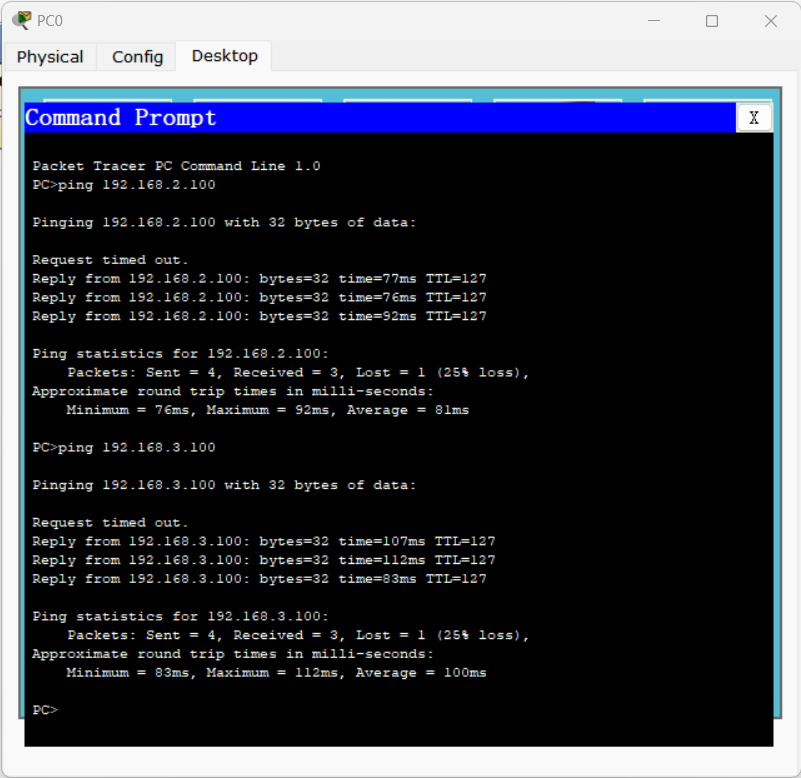 PC0
Physical Config Desktop
Command Prompt X
Packet Tracer PC Command Line 1.0
PC>ping 192.168.2.100
Pinging 192.168.2.100 with 32 bytes of data:
Request timed out.
Reply from 192.168.2.100: bytes=32 time=77ms TTL=127
Reply from 192.168.2.100: bytes=32 time=76ms TTL=127
Reply from 192.168.2.100: bytes=32 time=92ms TTL=127
Ping statistics for 192.168.2.100:
    Packets: Sent = 4, Received = 3, Lost = 1 (25% loss),
Approximate round trip times in milli-seconds:
    Minimum = 76ms, Maximum = 92ms, Average = 81ms
PC>ping 192.168.3.100
Pinging 192.168.3.100 with 32 bytes of data:
Request timed out.
Reply from 192.168.3.100: bytes=32 time=107ms TTL=127
Reply from 192.168.3.100: bytes=32 time=112ms TTL=127
Reply from 192.168.3.100: bytes=32 time=83ms TTL=127
Ping statistics for 192.168.3.100:
    Packets: Sent = 4, Received = 3, Lost = 1 (25% loss),
Approximate round trip times in milli-seconds:
    Minimum = 83ms, Maximum = 112ms, Average = 100ms
PC>